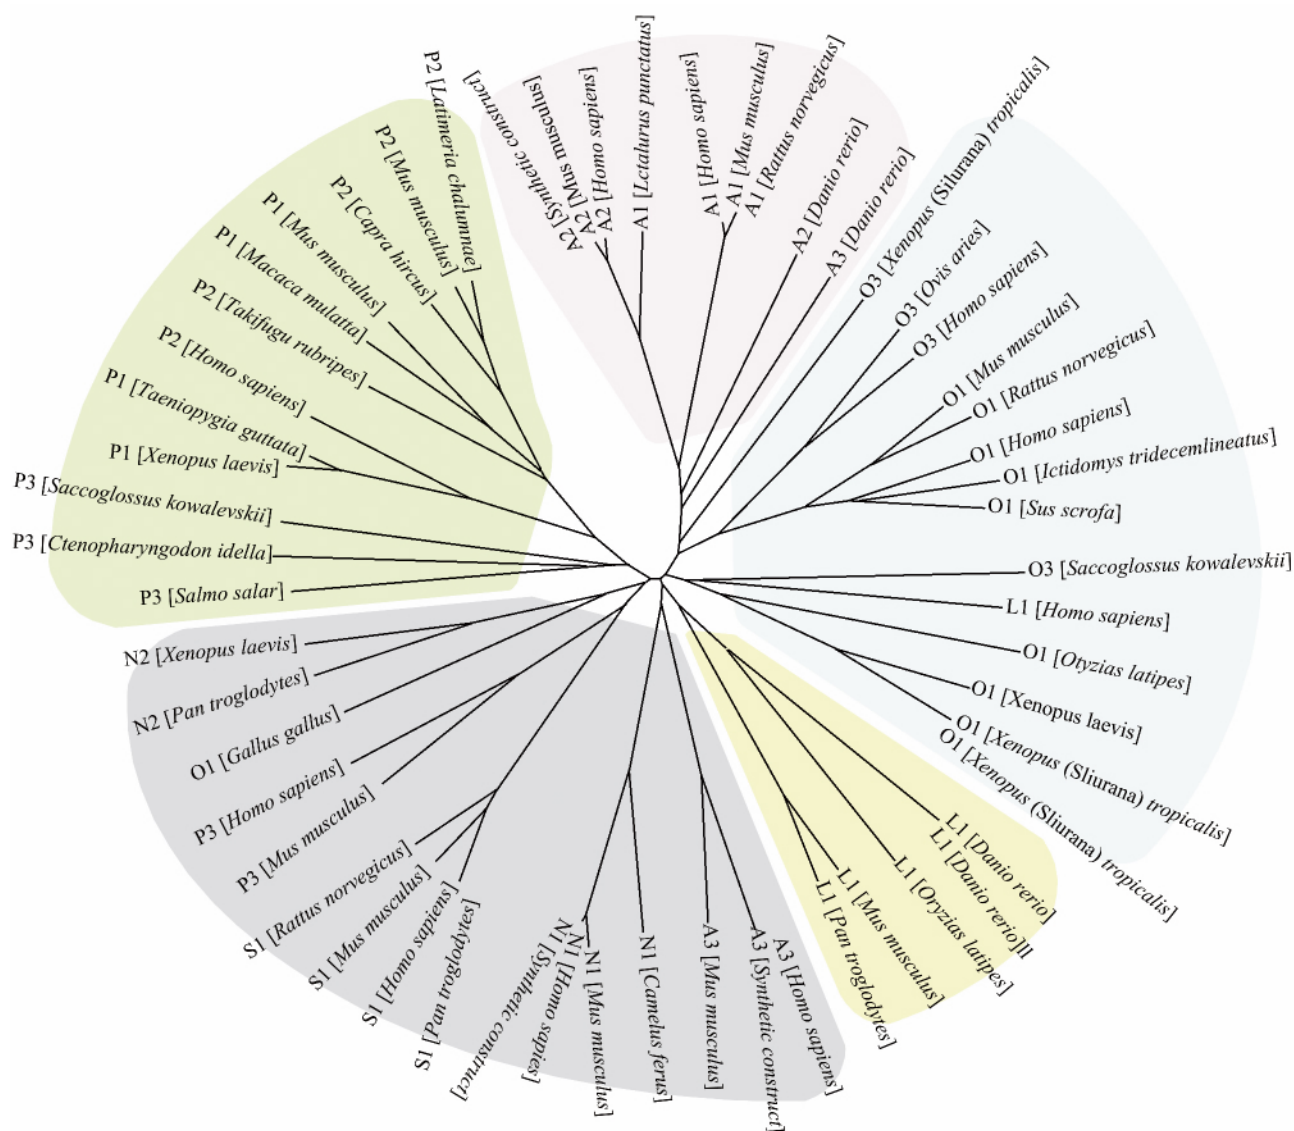 P2 [Latimeria chalumnae]
P2 [Mus musculus]
P2 [Capra hircus]
P1 [Mus musculus]
P1 [Macaca mulatta]
P2 [Takifugu rubripes]
P2 [Homo sapiens]
P1 [Taeniopygia guttata]
P1 [Xenopus laevis]
P3 [Saccoglossus kowalevskii]
P3 [Ctenopharyngodon idella]
P3 [Salmo salar]
A2 [Synthetic construct]
A2 [Mus musculus]
A2 [Homo sapiens]
A1 [Lctalurus punctatus]
A1 [Homo sapiens]
A1 [Mus musculus]
A1 [Rattus norvegicus]
A2 [Danio rerio]
A3 [Danio rerio]
O3 [Xenopus (Silurana) tropicalis]
O3 [Ovis aries]
O3 [Homo sapiens]
O1 [Mus musculus]
O1 [Rattus norvegicus]
O1 [Homo sapiens]
O1 [Ictidomys tridecemlineatus]
O1 [Sus scrofa]
O3 [Saccoglossus kowalevskii]
L1 [Homo sapiens]
O1 [Otyzias latipes]
O1 [Xenopus laevis]
O1 [Xenopus (Sliurana) tropicalis]
O1 [Xenopus (Sliurana) tropicalis]
L1 [Danio rerio]
L1 [Danio rerio]II
L1 [Oryzias latipes]
L1 [Mus musculus]
L1 [Pan troglodytes]
A3 [Homo sapiens]
A3 [Synthetic construct]
A3 [Mus musculus]
N1 [Camelus ferus]
N1 [Mus musculus]
N1 [Homo sapies]
N1 [Synthetic construct]
S1 [Pan troglodytes]
S1 [Homo sapiens]
S1 [Mus musculus]
S1 [Rattus norvegicus]
P3 [Mus musculus]
P3 [Homo sapiens]
O1 [Gallus gallus]
N2 [Pan troglodytes]
N2 [Xenopus laevis]